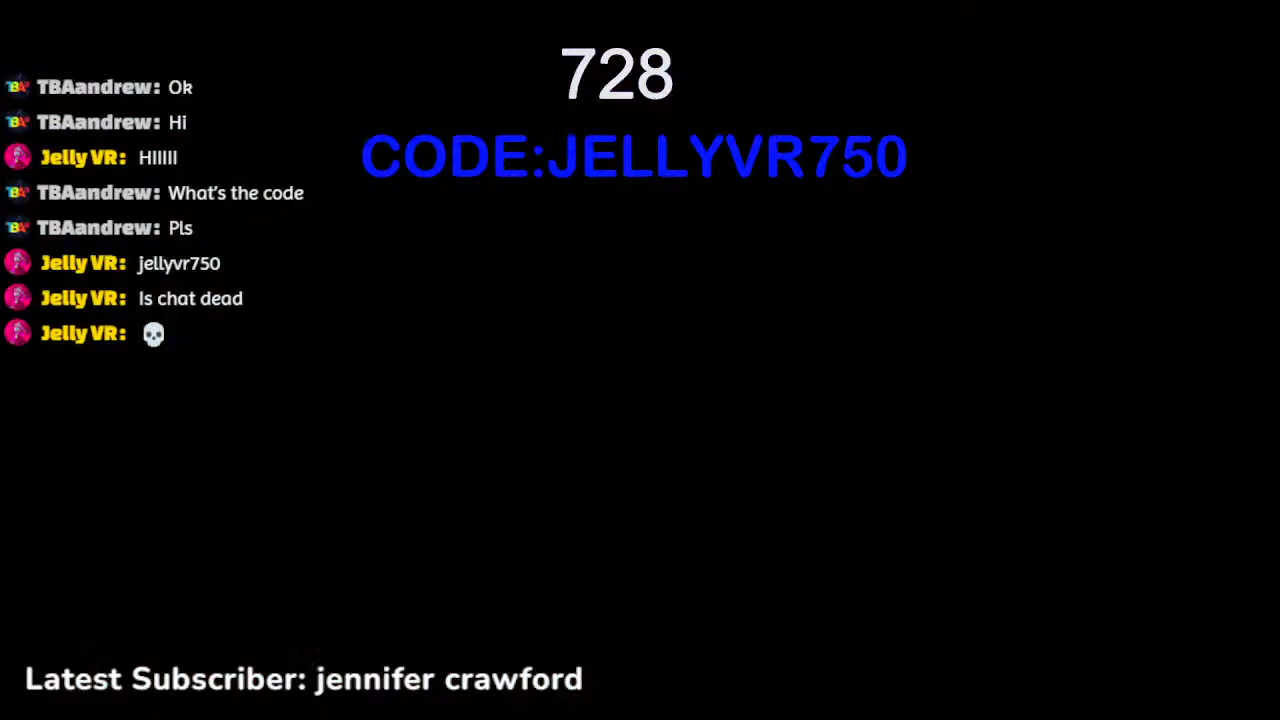 728
CODE:JELLYVR750
TBAandrew: Ok
TBAandrew: Hi
Jelly VR: HIIIII
TBAandrew: What's the code
TBAandrew: Pls
Jelly VR: jellyvr750
Jelly VR: Is chat dead
Jelly VR: 💀
Latest Subscriber: jennifer crawford